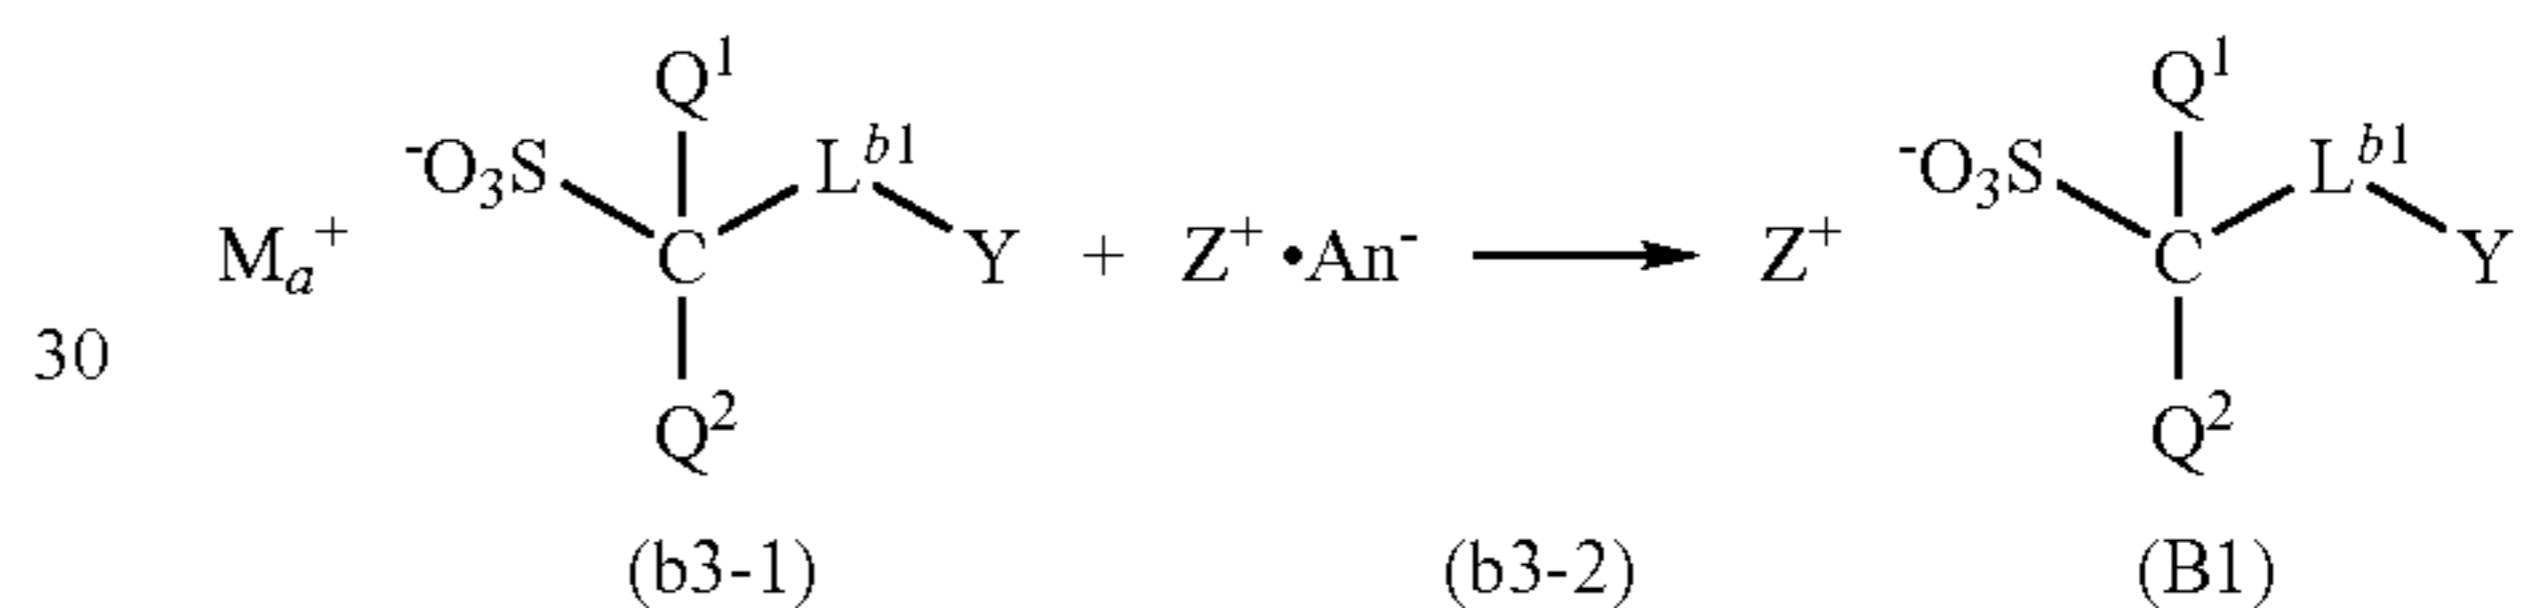 Q¹ Q¹
⁻O₃S L^b1 ⁻O₃S L^b1
Mₐ⁺ C Y + Z⁺ •An⁻ ⟶ Z⁺ C Y
30
Q² Q²
(b3-1) (b3-2) (B1)